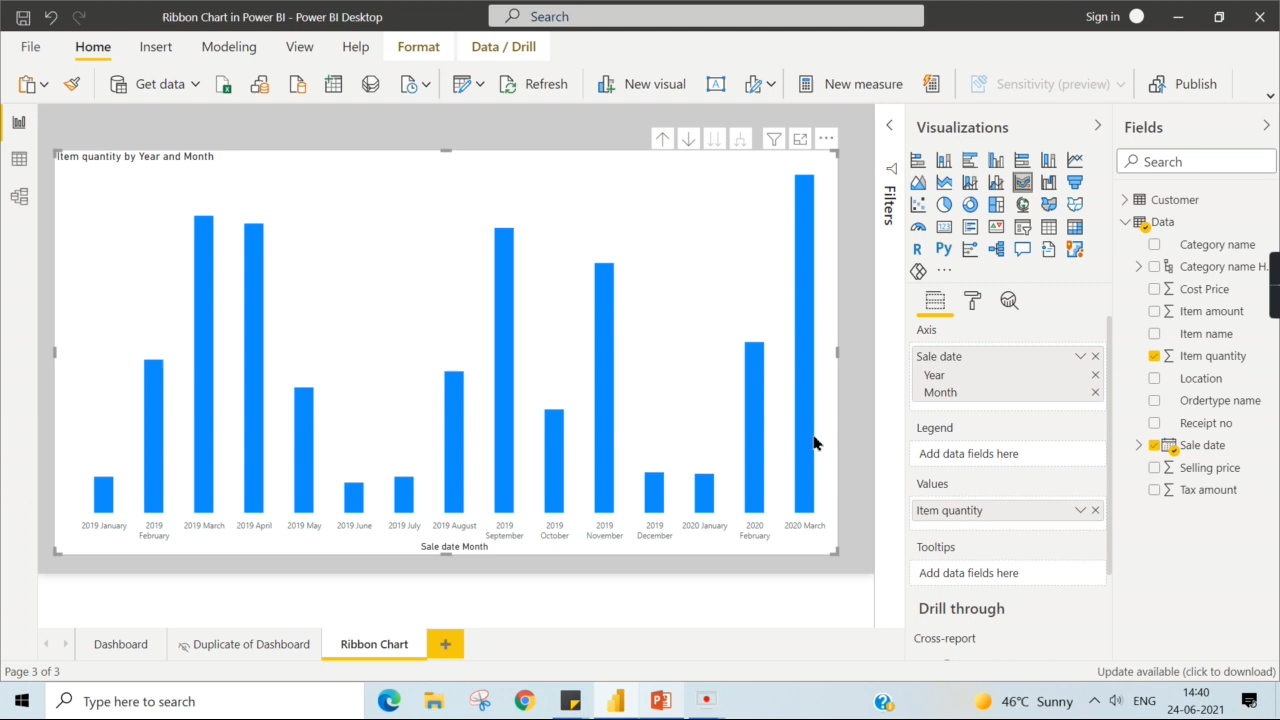 Ribbon Chart in Power BI - Power BI Desktop
Search
Sign in
File
Home
Insert
Modeling
View
Help
Format
Data / Drill
Get data
Refresh
New visual
New measure
Sensitivity (preview)
Publish
Item quantity by Year and Month
2019 January
2019
February
2019 March
2019 April
2019 May
2019 June
2019 July
2019 August
2019
September
2019
October
2019
November
2019
December
2020 January
2020
February
2020 March
Sale date Month
Filters
Visualizations
R
Py
Axis
Sale date
Year
Month
Legend
Add data fields here
Values
Item quantity
Tooltips
Add data fields here
Drill through
Cross-report
Fields
Search
Customer
Data
Category name
Category name H...
Cost Price
Item amount
Item name
Item quantity
Location
Ordertype name
Receipt no
Sale date
Selling price
Tax amount
Dashboard
Duplicate of Dashboard
Ribbon Chart
Page 3 of 3
Update available (click to download)
Type here to search
46°C Sunny
ENG
14:40
24-06-2021